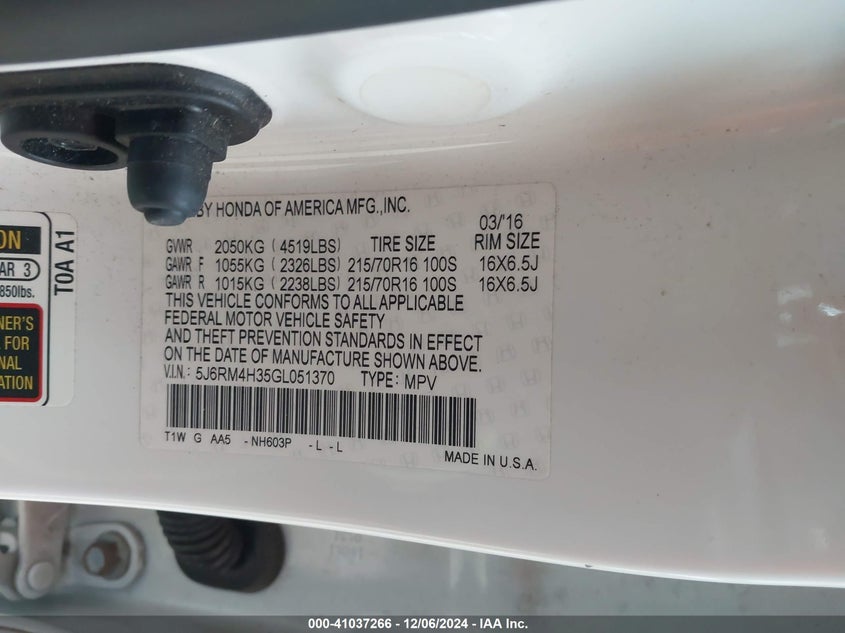 BY HONDA OF AMERICA MFG.,INC.
03/'16
GVWR 2050KG ( 4519LBS) TIRE SIZE RIM SIZE
GAWR F 1055KG ( 2326LBS) 215/70R16 100S 16X6.5J
GAWR R 1015KG ( 2238LBS) 215/70R16 100S 16X6.5J
THIS VEHICLE CONFORMS TO ALL APPLICABLE
FEDERAL MOTOR VEHICLE SAFETY
AND THEFT PREVENTION STANDARDS IN EFFECT
ON THE DATE OF MANUFACTURE SHOWN ABOVE.
V.I.N.: 5J6RM4H35GL051370 TYPE: MPV
T1W G AA5 - NH603P - L - L
MADE IN U.S.A.
ON
AR 3
850lbs.
NER'S
FOR
NAL
ATION
T0A A1
000-41037266 - 12/06/2024 - IAA Inc.